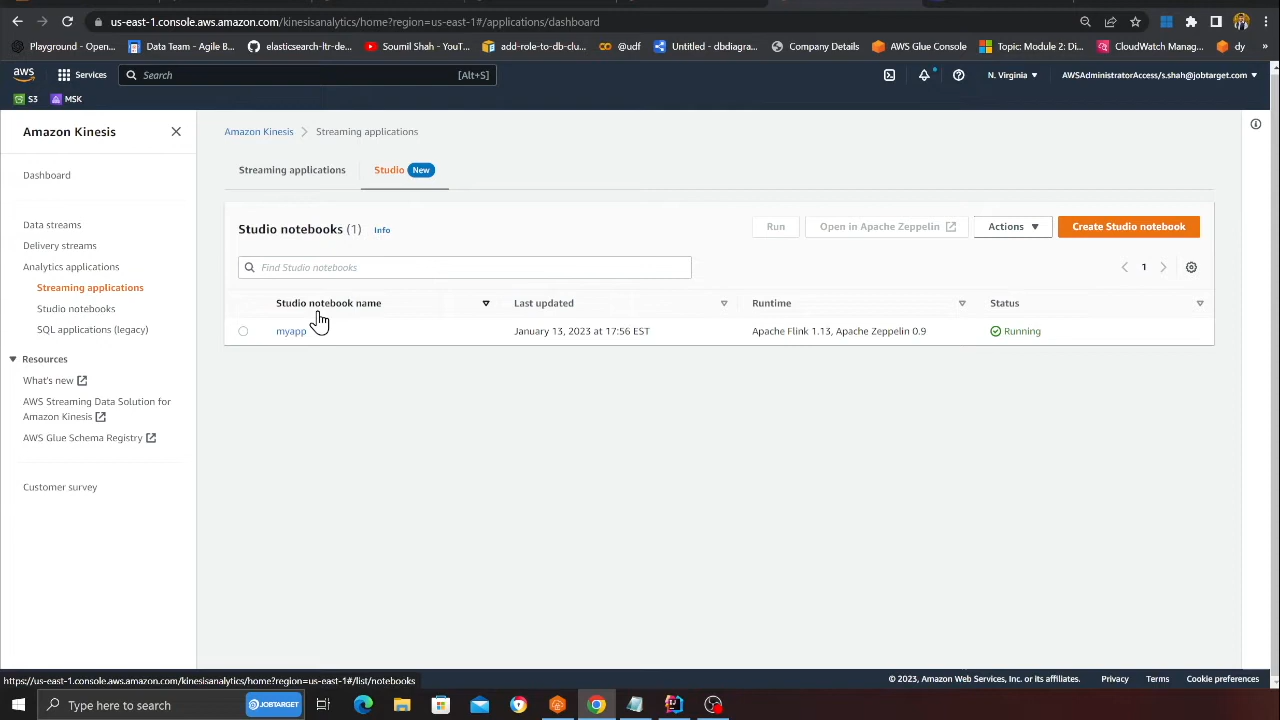 us-east-1.console.aws.amazon.com/kinesisanalytics/home?region=us-east-1#/applications/dashboard
Playground - Open...
Data Team - Agile B...
elasticsearch-ltr-de...
Soumil Shah - YouT...
add-role-to-db-clu...
@udf
Untitled - dbdiagra...
Company Details
AWS Glue Console
Topic: Module 2: Di...
CloudWatch Manag...
dy
»
aws
Services
Search
[Alt+S]
N. Virginia
AWSAdministratorAccess/s.shah@jobtarget.com
S3
MSK
Amazon Kinesis
Dashboard
Data streams
Delivery streams
Analytics applications
Streaming applications
Studio notebooks
SQL applications (legacy)
Resources
What's new
AWS Streaming Data Solution for
Amazon Kinesis
AWS Glue Schema Registry
Customer survey
Amazon Kinesis > Streaming applications
Streaming applications
Studio New
Studio notebooks (1) Info
Run
Open in Apache Zeppelin
Actions
Create Studio notebook
Find Studio notebooks
1
Studio notebook name
Last updated
Runtime
Status
myapp
January 13, 2023 at 17:56 EST
Apache Flink 1.13, Apache Zeppelin 0.9
Running
https://us-east-1.console.aws.amazon.com/kinesisanalytics/home?region=us-east-1#/list/notebooks
© 2023, Amazon Web Services, Inc. or its affiliates.
Privacy
Terms
Cookie preferences
Type here to search
JOBTARGET